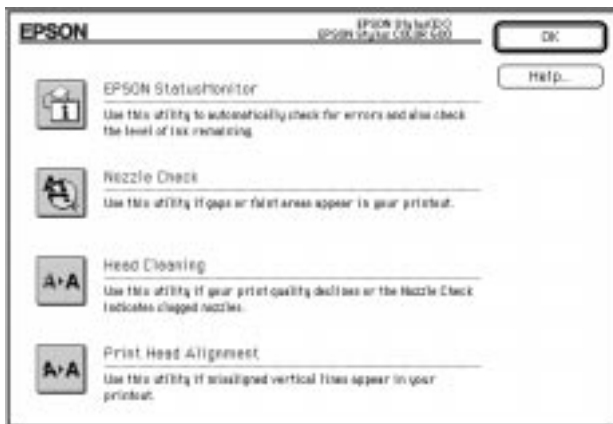 EPSON
EPSON Stylus COLOR 600
OK
Help...
EPSON StatusMonitor
Use this utility to automatically check for errors and also check
the level of ink remaining.
Nozzle Check
Use this utility if gaps or faint areas appear in your printout.
Head Cleaning
A A
Use this utility if your print quality declines or the Nozzle Check
indicates clogged nozzles.
Print Head Alignment
A A
Use this utility if misaligned vertical lines appear in your
printout.